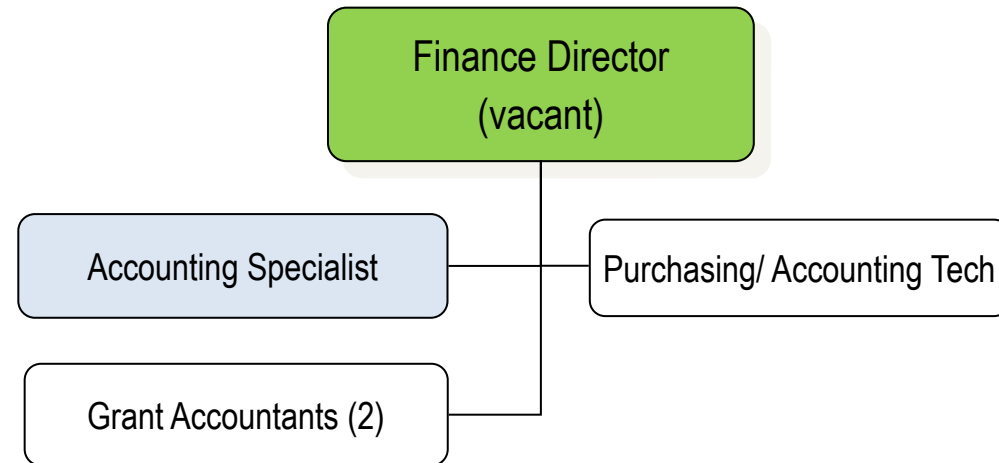 Finance Director
(vacant)
Accounting Specialist
Purchasing/ Accounting Tech
Grant Accountants (2)